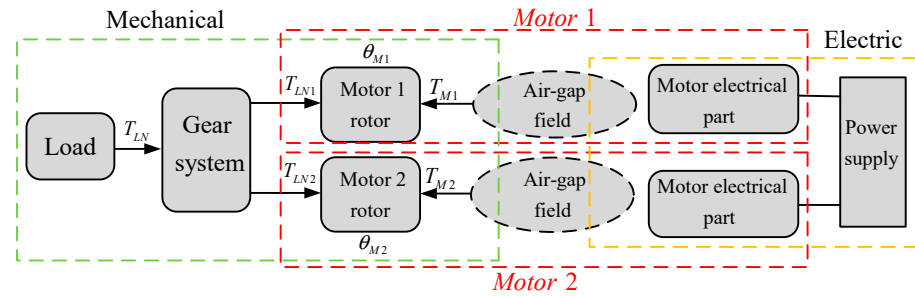 Mechanical
Motor 1
Electric
θM1
TLN1
Motor 1
rotor
TM1
Air-gap
field
Motor electrical
part
Load
TLN
Gear
system
Power
supply
TLN2
Motor 2
rotor
TM2
Air-gap
field
Motor electrical
part
θM2
Motor 2